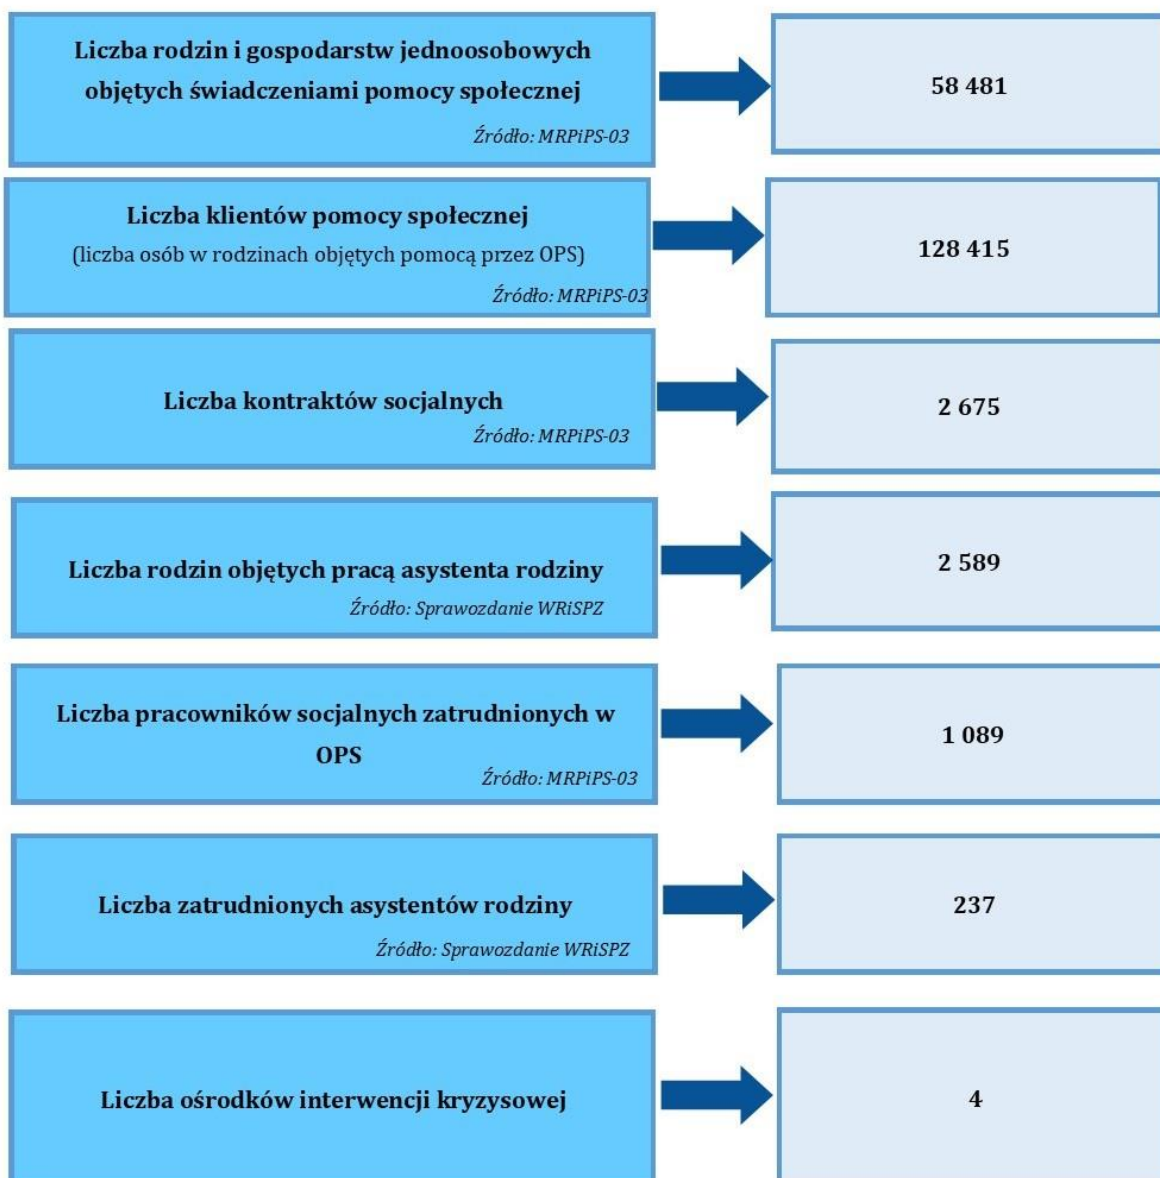 Liczba rodzin i gospodarstw jednoosobowych
objętych świadczeniami pomocy społecznej
Źródło: MRPiPS-03
58 481
Liczba klientów pomocy społecznej
(liczba osób w rodzinach objętych pomocą przez OPS)
Źródło: MRPiPS-03
128 415
Liczba kontraktów socjalnych
Źródło: MRPiPS-03
2 675
Liczba rodzin objętych pracą asystenta rodziny
Źródło: Sprawozdanie WRiSPZ
2 589
Liczba pracowników socjalnych zatrudnionych w
OPS
Źródło: MRPiPS-03
1 089
Liczba zatrudnionych asystentów rodziny
Źródło: Sprawozdanie WRiSPZ
237
Liczba ośrodków interwencji kryzysowej
4